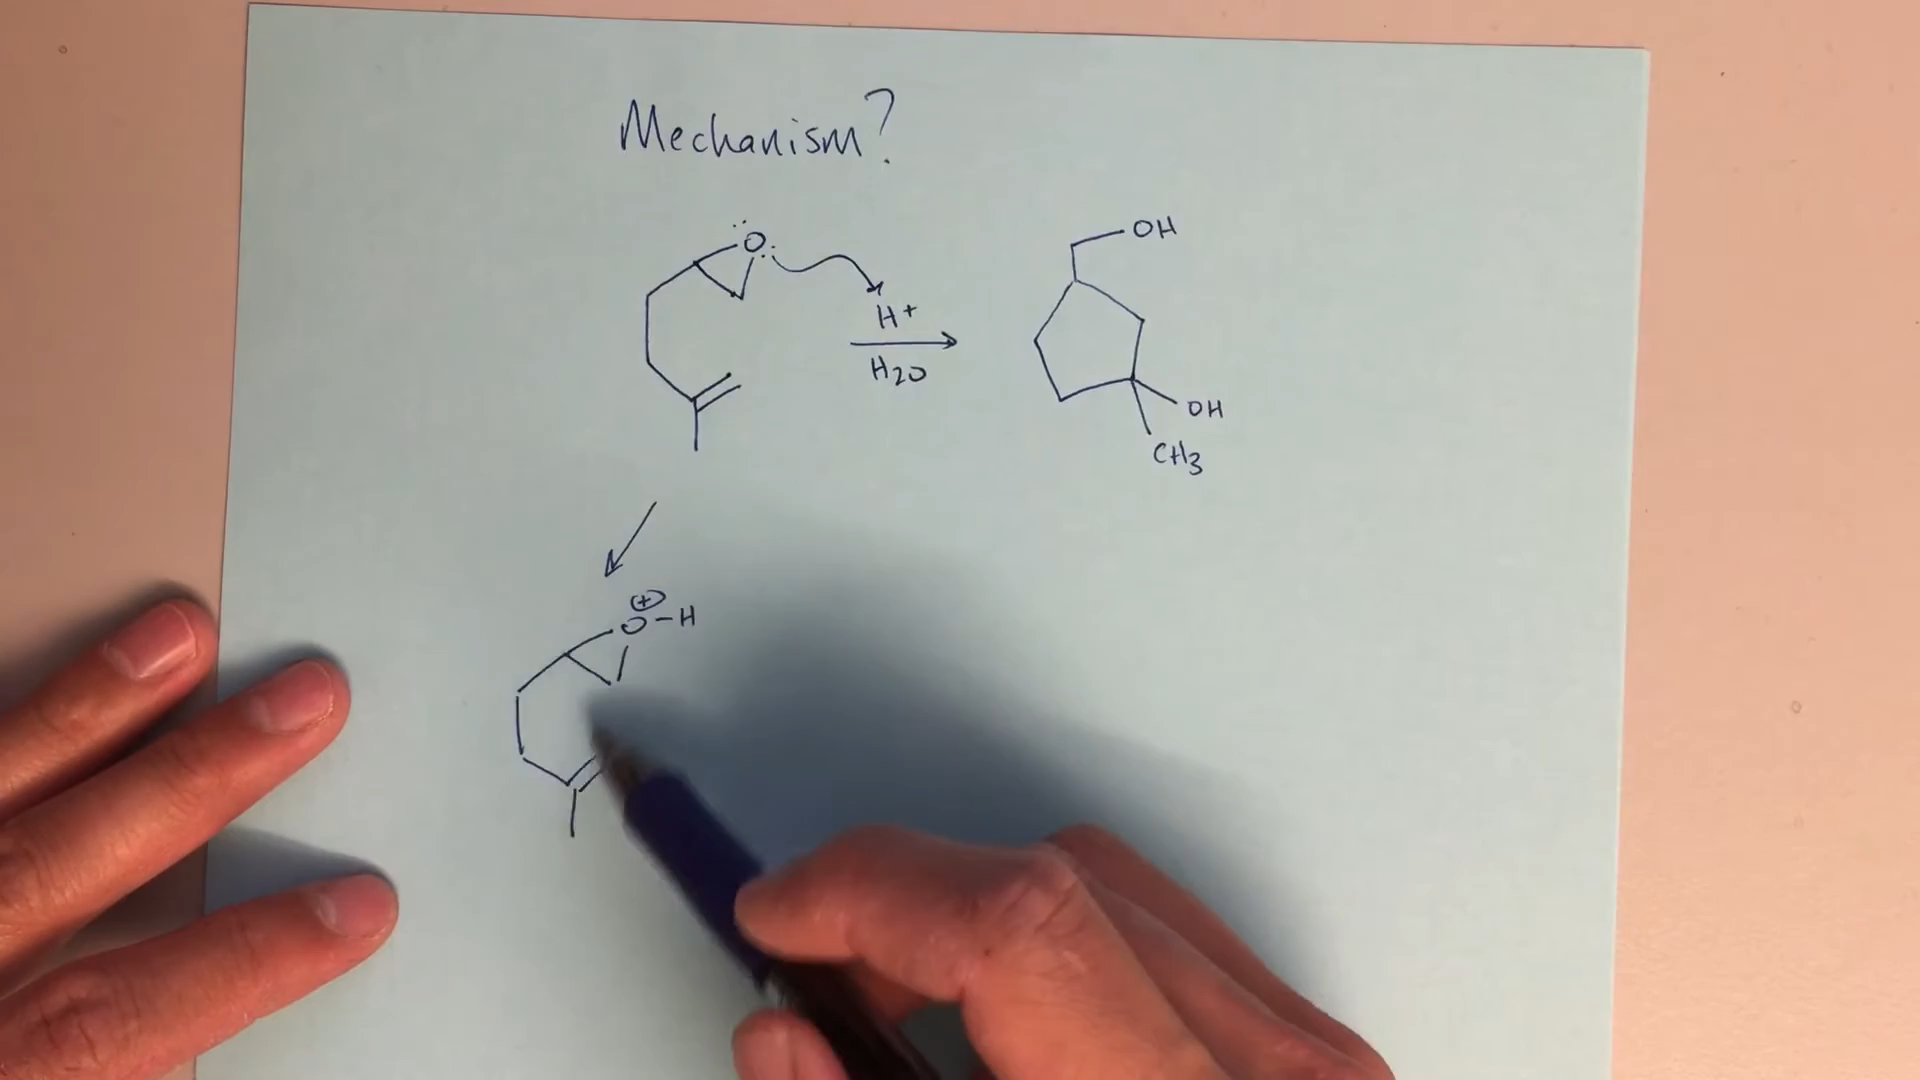 Mechanism?
O
OH
H+
H2O
OH
CH3
+
O-H